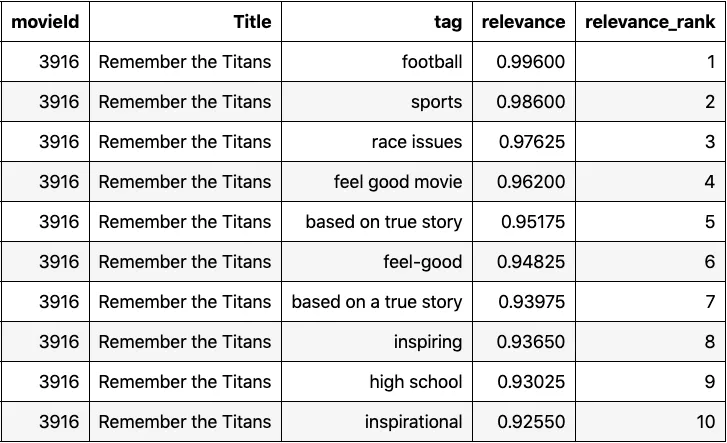 movieId Title tag relevance relevance_rank
3916 Remember the Titans football 0.99600 1
3916 Remember the Titans sports 0.98600 2
3916 Remember the Titans race issues 0.97625 3
3916 Remember the Titans feel good movie 0.96200 4
3916 Remember the Titans based on true story 0.95175 5
3916 Remember the Titans feel-good 0.94825 6
3916 Remember the Titans based on a true story 0.93975 7
3916 Remember the Titans inspiring 0.93650 8
3916 Remember the Titans high school 0.93025 9
3916 Remember the Titans inspirational 0.92550 10